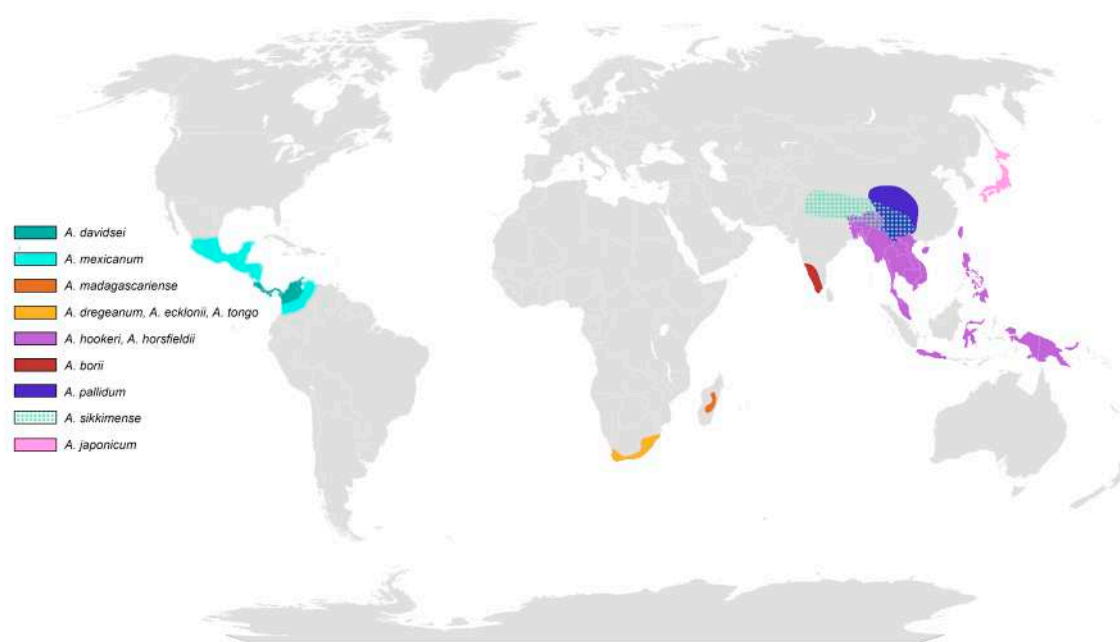 A. davidsei
A. mexicanum
A. madagascariense
A. dregeanum, A. ecklonii, A. tongo
A. hookeri, A. horsfieldii
A. borii
A. pallidum
A. sikkimense
A. japonicum